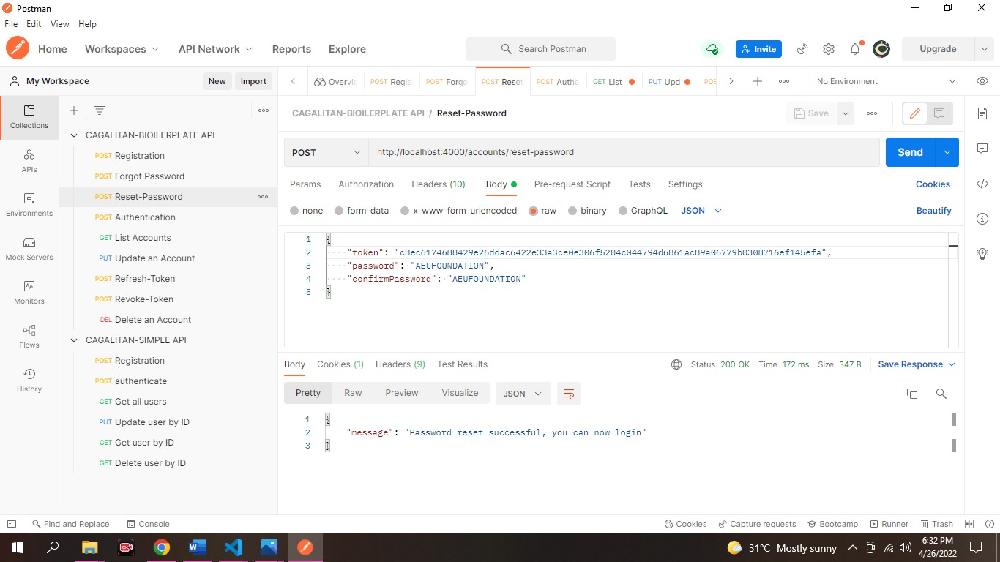 Postman
File Edit View Help
Home Workspaces API Network Reports Explore Search Postman Invite Upgrade
My Workspace New Import Overvie POST Regis POST Forgo POST Reset POST Authe GET List PUT Upd POS No Environment
CAGALITAN-BIOILERPLATE API / Reset-Password Save
Collections
APIs
Environments
Mock Servers
Monitors
Flows
History
CAGALITAN-BIOILERPLATE API
POST Registration
POST Forgot Password
POST Reset-Password
POST Authentication
GET List Accounts
PUT Update an Account
POST Refresh-Token
POST Revoke-Token
DEL Delete an Account
CAGALITAN-SIMPLE API
POST Registration
POST authenticate
GET Get all users
PUT Update user by ID
GET Get user by ID
GET Delete user by ID
POST http://localhost:4000/accounts/reset-password Send
Params Authorization Headers (10) Body Pre-request Script Tests Settings Cookies
none form-data x-www-form-urlencoded raw binary GraphQL JSON Beautify
1 {
2 "token": "c8ec6174688429e26ddac6422e33a3ce0e306f5204c044794d6861ac89a06779b0308716ef145efa",
3 "password": "AEUFOUNDATION",
4 "confirmPassword": "AEUFOUNDATION"
5 }
Body Cookies (1) Headers (9) Test Results Status: 200 OK Time: 172 ms Size: 347 B Save Response
Pretty Raw Preview Visualize JSON
1 {
2 "message": "Password reset successful, you can now login"
3 }
Find and Replace Console Cookies Capture requests Bootcamp Runner Trash
31°C Mostly sunny 6:32 PM
4/26/2022